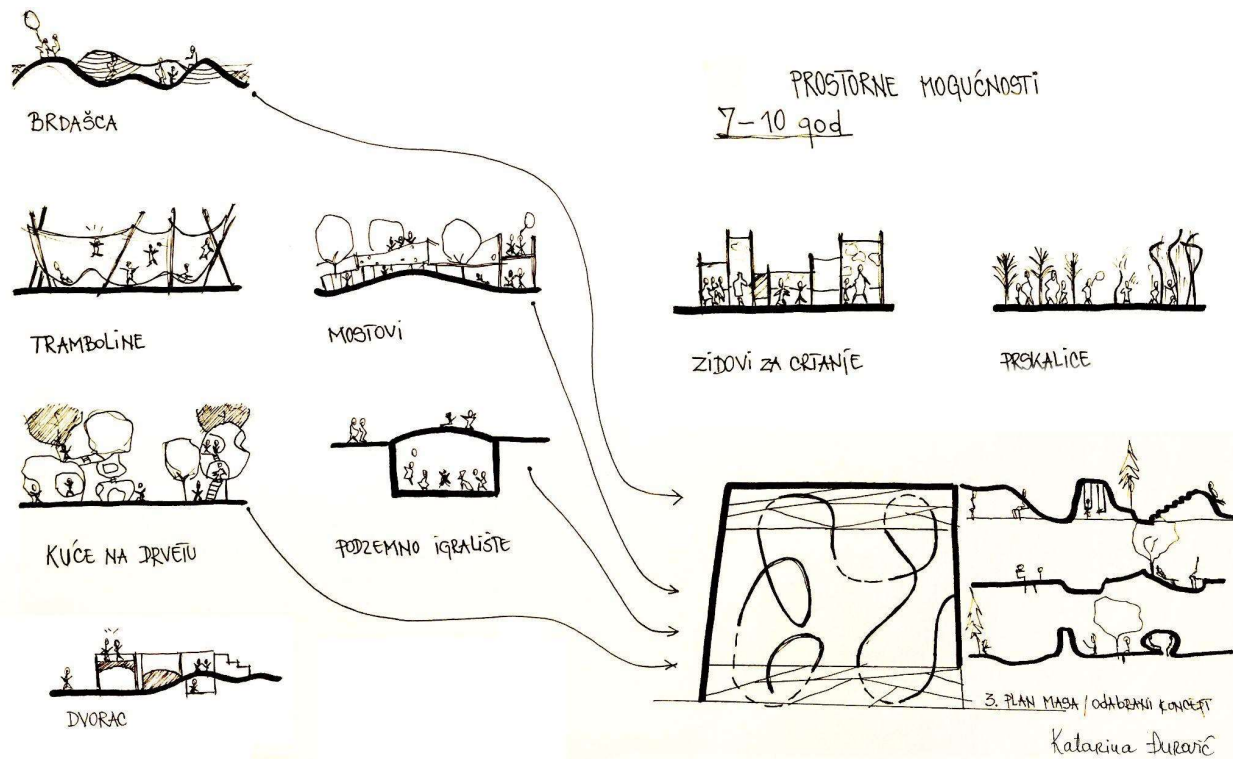 PROSTORNE MOGUĆNOSTI
7-10 god
BRDAŠCA
TRAMBOLINE
MOSTOVI
ZIDOVI ZA CRTANJE
PRSKALICE
KUĆE NA DRVETU
PODZEMNO IGRALIŠTE
DVORAC
3. PLAN MASA / ODABRANI KONCEPT
Katarina Đurović